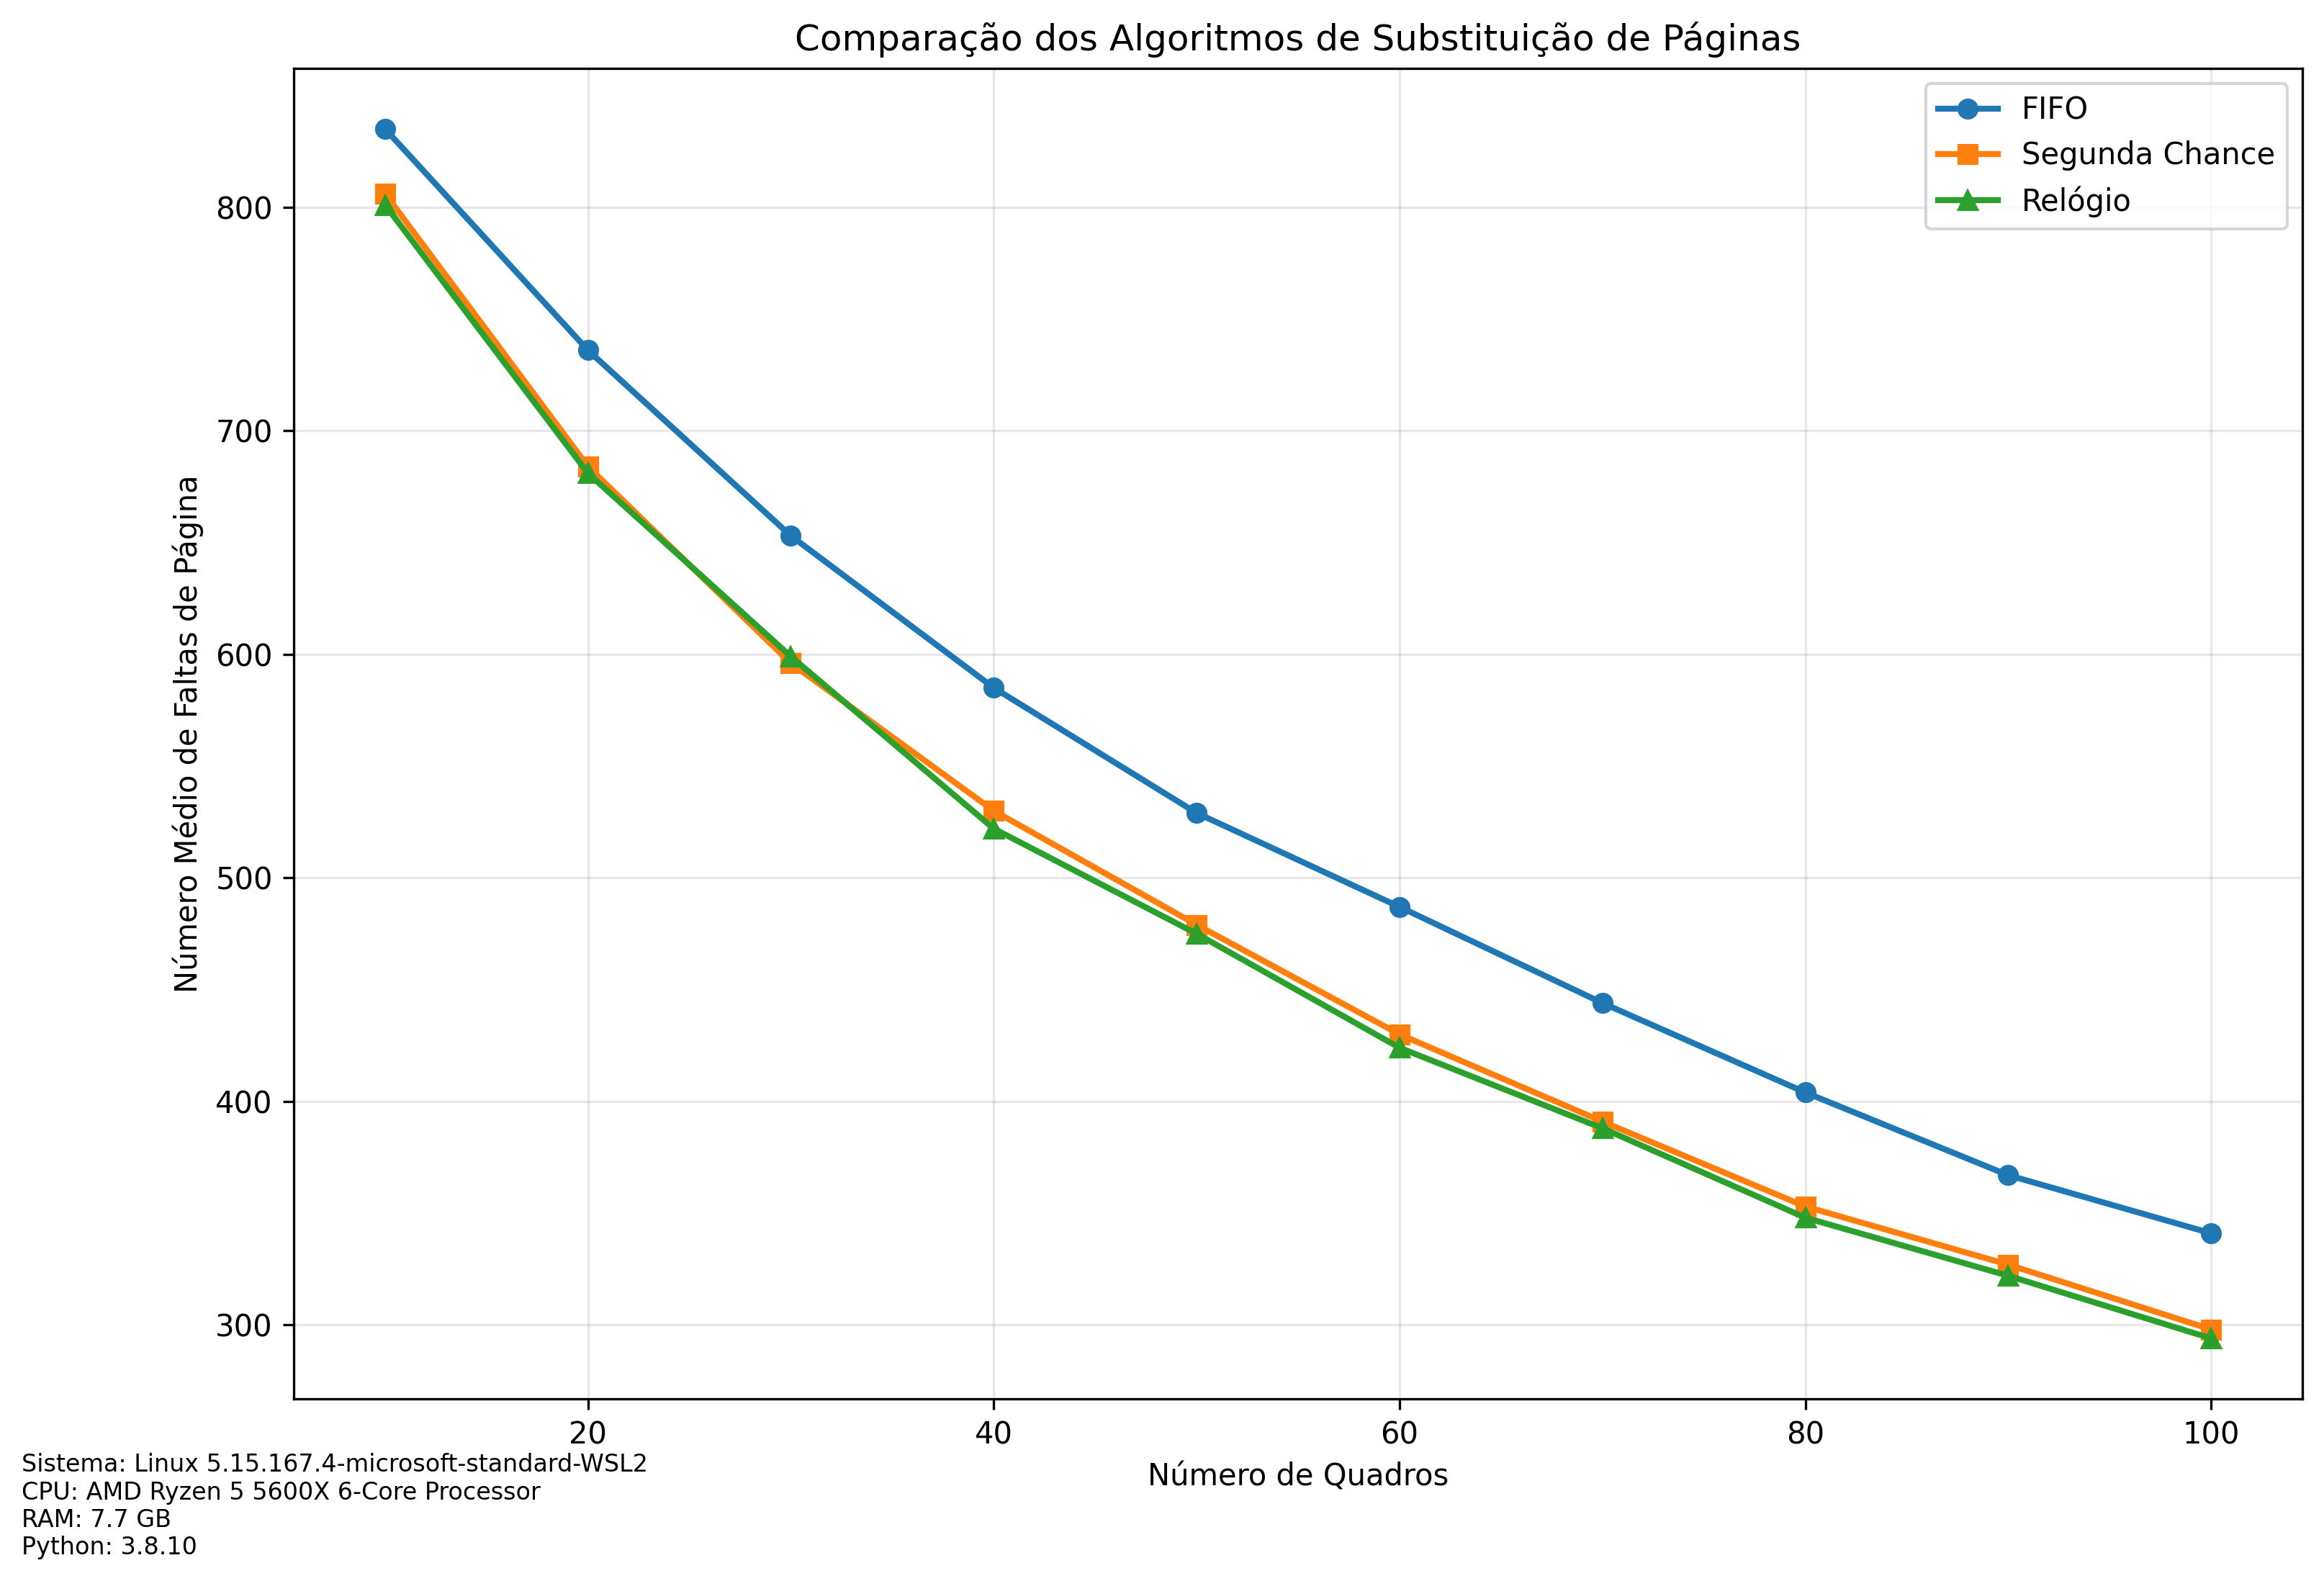 Comparação dos Algoritmos de Substituição de Páginas
FIFO
Segunda Chance
Relógio
Número Médio de Faltas de Página
800
700
600
500
400
300
20
40
60
80
100
Número de Quadros
Sistema: Linux 5.15.167.4-microsoft-standard-WSL2
CPU: AMD Ryzen 5 5600X 6-Core Processor
RAM: 7.7 GB
Python: 3.8.10